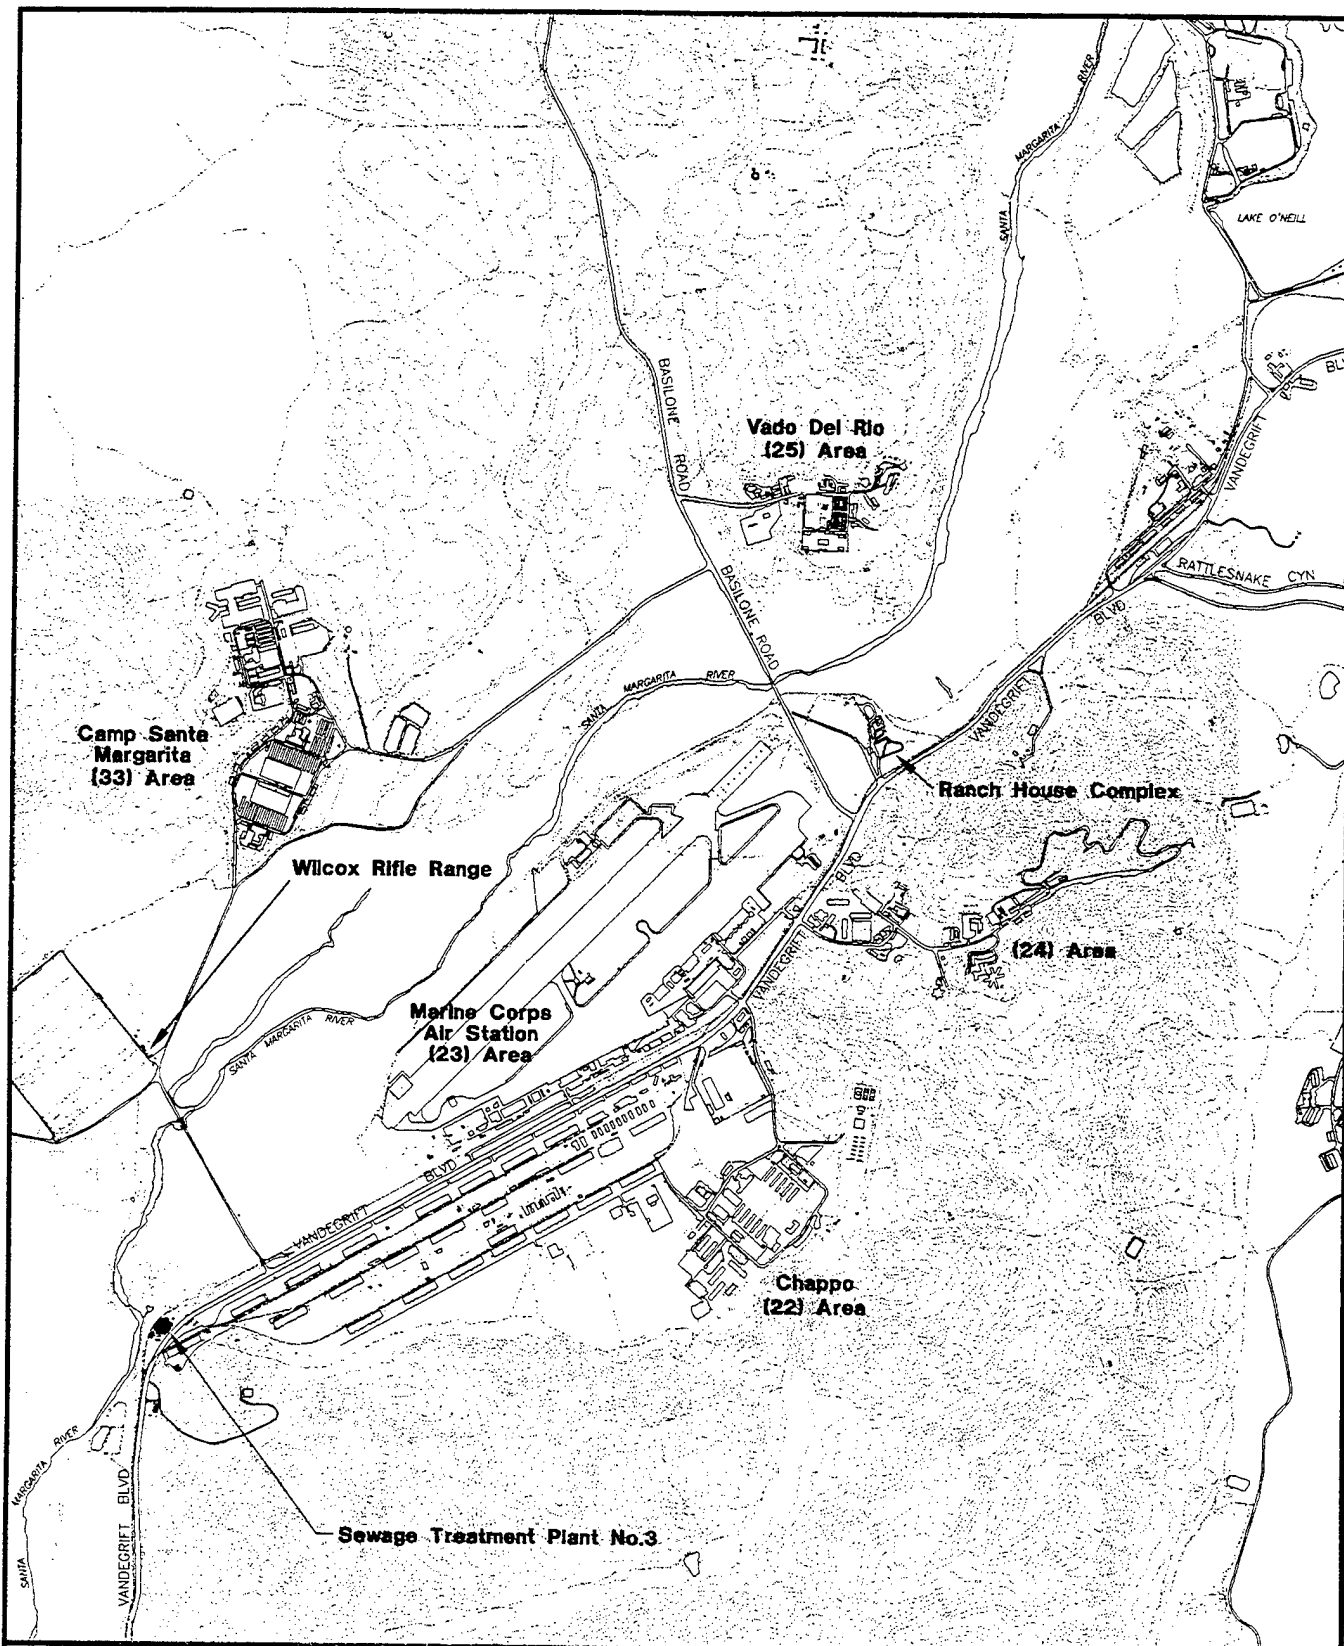 SANTA
MARGARITA
RIVER
LAKE O'NEILL
BASILONE
ROAD
Vado Del Rio
(25) Area
VANDEGRIFT
BASILONE ROAD
RATTLESNAKE CYN
BLVD
SANTA
MARGARITA
RIVER
VANDEGRIFT
Camp Santa
Margarita
(33) Area
Ranch House Complex
Wilcox Rifle Range
BLVD
(24) Area
VANDEGRIFT
Marine Corps
Air Station
(23) Area
SANTA MARGARITA RIVER
BLVD
VANDEGRIFT
Chappo
(22) Area
SANTA
MARGARITA
RIVER
VANDEGRIFT BLVD
Sewage Treatment Plant No.3